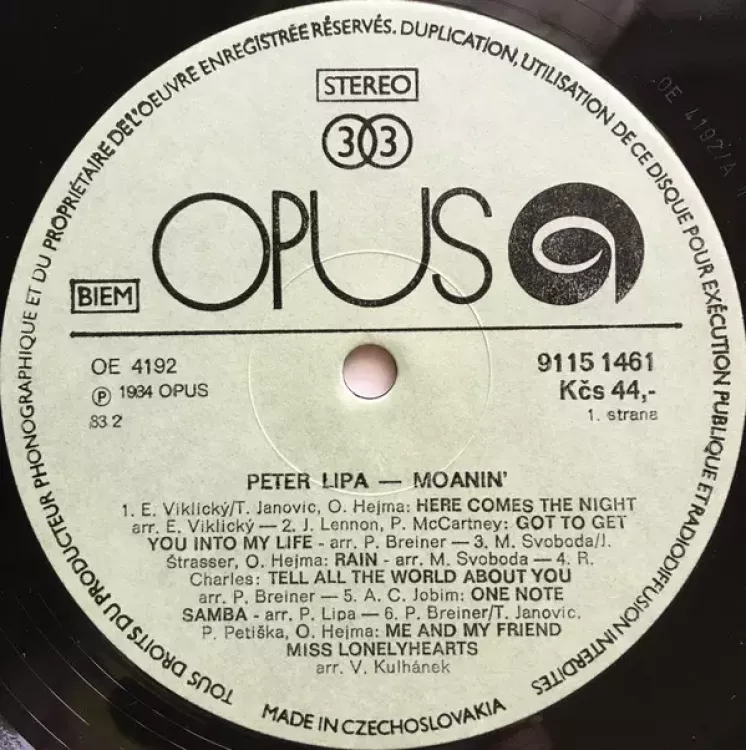 TOUS DROITS DU PRODUCTEUR PHONOGRAPHIQUE ET DU PROPRIÉTAIRE DE L'OEUVRE ENREGISTRÉE RÉSERVÉS. DUPLICATION, UTILISATION DE CE DISQUE POUR EXÉCUTION PUBLIQUE ET RADIODIFFUSION INTERDITES
STEREO
33
OPUS
BIEM
OE 4192
9115 1461
Ⓟ 1984 OPUS
Kčs 44,-
83 2
1. strana
PETER LIPA — MOANIN'
1. E. Viklický/T. Janovic, O. Hejma: HERE COMES THE NIGHT
arr. E. Viklický — 2. J. Lennon, P. McCartney: GOT TO GET
YOU INTO MY LIFE - arr. P. Breiner — 3. M. Svoboda/J.
Štrasser, O. Hejma: RAIN - arr. M. Svoboda — 4. R.
Charles: TELL ALL THE WORLD ABOUT YOU
arr. P. Breiner — 5. A. C. Jobim: ONE NOTE
SAMBA - arr. P. Lipa — 6. P. Breiner/T. Janovic,
P. Petiška, O. Hejma: ME AND MY FRIEND
MISS LONELYHEARTS
arr. V. Kulhánek
MADE IN CZECHOSLOVAKIA
OE 4192/A